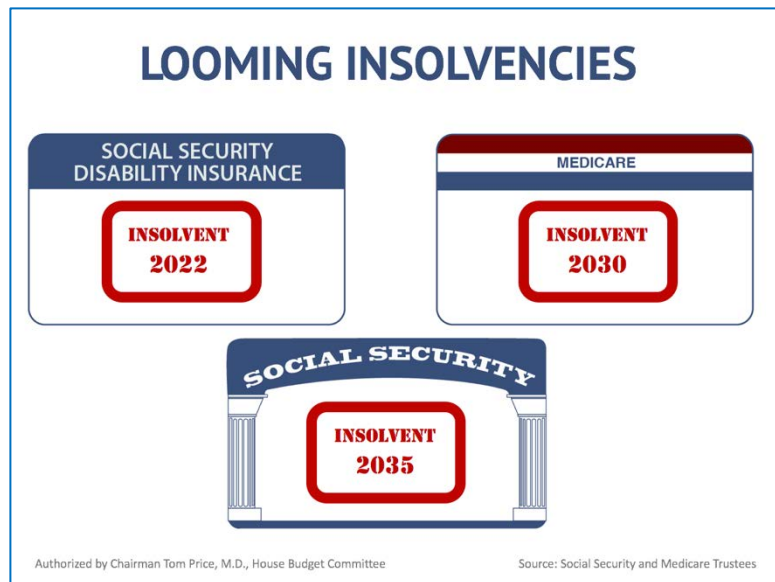 LOOMING INSOLVENCIES
SOCIAL SECURITY
DISABILITY INSURANCE
INSOLVENT
2022
MEDICARE
INSOLVENT
2030
SOCIAL SECURITY
INSOLVENT
2035
Authorized by Chairman Tom Price, M.D., House Budget Committee
Source: Social Security and Medicare Trustees